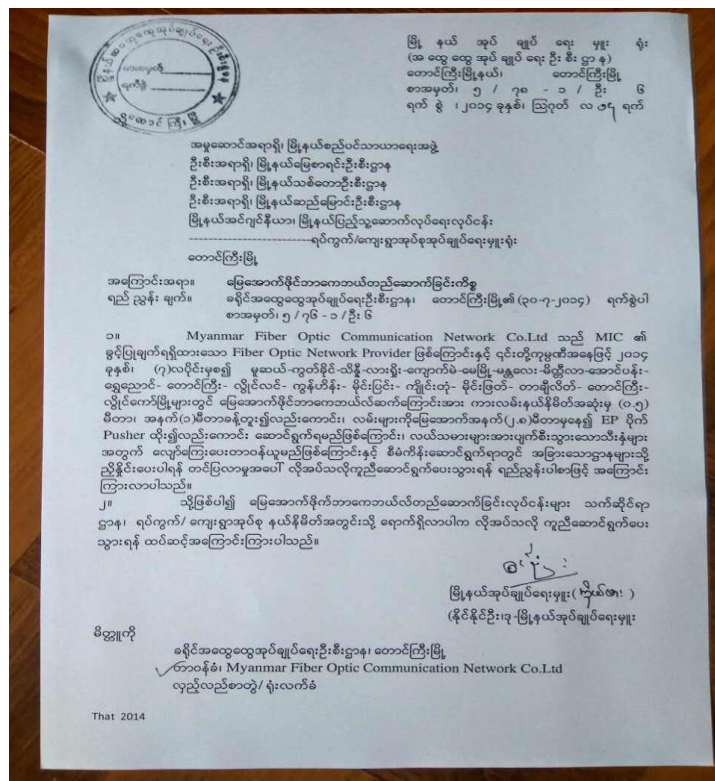 မြို့နယ်အထွေထွေအုပ်ချုပ်ရေးဦးစီးဌာန
စာအမှတ်
ရက်စွဲ
မြို့ နယ် အုပ် ချုပ် ရေး မှူး ရုံး
(အ ထွေ ထွေ အုပ် ချုပ် ရေး ဦး စီး ဌာ န)
တောင်ကြီးမြို့နယ်၊ တောင်ကြီးမြို့
စာအမှတ်၊ ၅ / ၇၈ - ၁ / ဦး ၆
ရက် စွဲ ၊ ၂၀၁၄ ခုနှစ်၊ ဩဂုတ် လ ရက်
အမှုဆောင်အရာရှိ၊ မြို့နယ်စည်ပင်သာယာရေးအဖွဲ့
ဦးစီးအရာရှိ၊ မြို့နယ်မြေစာရင်းဦးစီးဌာန
ဦးစီးအရာရှိ၊ မြို့နယ်သစ်တောဦးစီးဌာန
ဦးစီးအရာရှိ၊ မြို့နယ်ဆည်မြောင်းဦးစီးဌာန
မြို့နယ်အင်ဂျင်နီယာ၊ မြို့နယ်ပြည်သူ့ဆောက်လုပ်ရေးလုပ်ငန်း
----------------------------ရပ်ကွက်/ကျေးရွာအုပ်စုအုပ်ချုပ်ရေးမှူးရုံး
တောင်ကြီးမြို့
အကြောင်းအရာ။ မြေအောက်ဖိုင်ဘာကေဘယ်တည်ဆောက်ခြင်းကိစ္စ
ရည် ညွှန်း ချက်။ ခရိုင်အထွေထွေအုပ်ချုပ်ရေးဦးစီးဌာန၊ တောင်ကြီးမြို့၏ (၃၀-၇-၂၀၁၄) ရက်စွဲပါ
စာအမှတ်၊ ၅ / ၇၆ - ၁ / ဦး ၆
၁။ Myanmar Fiber Optic Communication Network Co.Ltd သည် MIC ၏
ခွင့်ပြုချက်ရရှိထားသော Fiber Optic Network Provider ဖြစ်ကြောင်းနှင့် ၎င်းတို့ကုမ္ပဏီအနေဖြင့် ၂၀၁၄
ခုနှစ်၊ (၇)လပိုင်းမှစ၍ မူဆယ်-ကွတ်ခိုင်-သိန္နီ-လားရှိုး-ကျောက်မဲ-မေမြို့-မန္တလေး-မိတ္ထီလာ-အောင်ပန်း-
ရွှေညောင်- တောင်ကြီး- လွိုင်လင်- ကွန်ဟိန်း- မိုင်းပြင်း- ကျိုင်းတုံ- မိုင်းဖြတ်- တာချီလိတ်- တောင်ကြီး-
လွိုင်ကော်မြို့များတွင် မြေအောက်ဖိုင်ဘာကေဘယ်လ်ဆက်ကြောင်းအား ကားလမ်းနယ်နိမိတ်အဆုံးမှ (၀.၅)
မီတာ၊ အနက်(၁)မီတာခန့်တူး၍လည်းကောင်း၊ လမ်းများကိုမြေအောက်အနက်(၂.၈)မီတာမှနေ၍ EP ပိုက်
Pusher ထိုး၍လည်းကောင်း ဆောင်ရွက်ရမည်ဖြစ်ကြောင်း၊ လယ်သမားများအားပျက်စီးသွားသောသီးနှံများ
အတွက် လျော်ကြေးပေးတာဝန်ယူမည်ဖြစ်ကြောင်းနှင့် စီမံကိန်းဆောင်ရွက်ရာတွင် အခြားသောဌာနများသို့
ညှိနှိုင်းပေးပါရန် တင်ပြလာမှုအပေါ် လိုအပ်သလိုကူညီဆောင်ရွက်ပေးသွားရန် ရည်ညွှန်းပါစာဖြင့် အကြောင်း
ကြားလာပါသည်။
၂။ သို့ဖြစ်ပါ၍ မြေအောက်ဖိုက်ဘာကေဘယ်လ်တည်ဆောက်ခြင်းလုပ်ငန်းများ သက်ဆိုင်ရာ
ဌာန၊ ရပ်ကွက်/ ကျေးရွာအုပ်စု နယ်နိမိတ်အတွင်းသို့ ရောက်ရှိလာပါက လိုအပ်သလို ကူညီဆောင်ရွက်ပေး
သွားရန် ထပ်ဆင့်အကြောင်းကြားပါသည်။
မြို့နယ်အုပ်ချုပ်ရေးမှူး(ကိုယ်စား )
(နိုင်နိုင်ဦး၊ဒု-မြို့နယ်အုပ်ချုပ်ရေးမှူး
မိတ္တူကို
ခရိုင်အထွေထွေအုပ်ချုပ်ရေးဦးစီးဌာန၊ တောင်ကြီးမြို့
တာဝန်ခံ၊ Myanmar Fiber Optic Communication Network Co.Ltd
လှည့်လည်စာတွဲ/ ရုံးလက်ခံ
That 2014